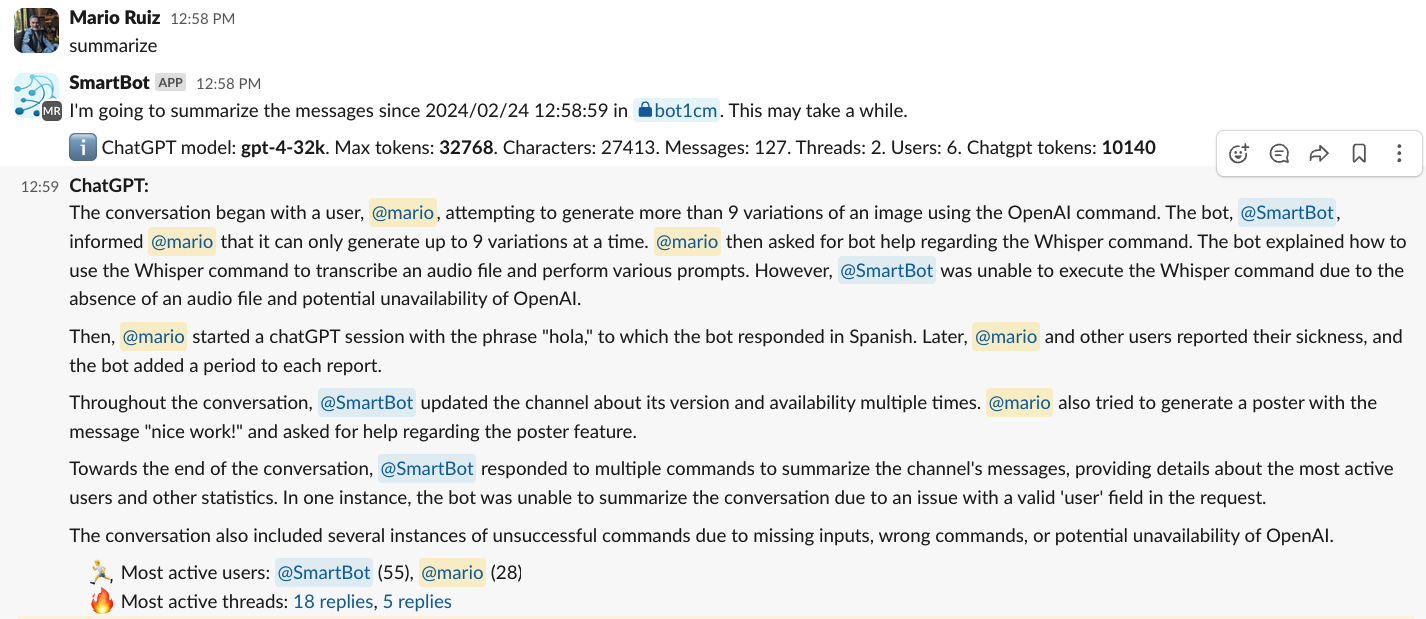 Mario Ruiz 12:58 PM
summarize
SmartBot APP 12:58 PM
MR
I'm going to summarize the messages since 2024/02/24 12:58:59 in bot1cm. This may take a while.
ChatGPT model: gpt-4-32k. Max tokens: 32768. Characters: 27413. Messages: 127. Threads: 2. Users: 6. Chatgpt tokens: 10140
12:59 ChatGPT:
The conversation began with a user, @mario, attempting to generate more than 9 variations of an image using the OpenAI command. The bot, @SmartBot,
informed @mario that it can only generate up to 9 variations at a time. @mario then asked for bot help regarding the Whisper command. The bot explained how to
use the Whisper command to transcribe an audio file and perform various prompts. However, @SmartBot was unable to execute the Whisper command due to the
absence of an audio file and potential unavailability of OpenAI.
Then, @mario started a chatGPT session with the phrase "hola," to which the bot responded in Spanish. Later, @mario and other users reported their sickness, and
the bot added a period to each report.
Throughout the conversation, @SmartBot updated the channel about its version and availability multiple times. @mario also tried to generate a poster with the
message "nice work!" and asked for help regarding the poster feature.
Towards the end of the conversation, @SmartBot responded to multiple commands to summarize the channel's messages, providing details about the most active
users and other statistics. In one instance, the bot was unable to summarize the conversation due to an issue with a valid 'user' field in the request.
The conversation also included several instances of unsuccessful commands due to missing inputs, wrong commands, or potential unavailability of OpenAI.
Most active users: @SmartBot (55), @mario (28)
Most active threads: 18 replies, 5 replies